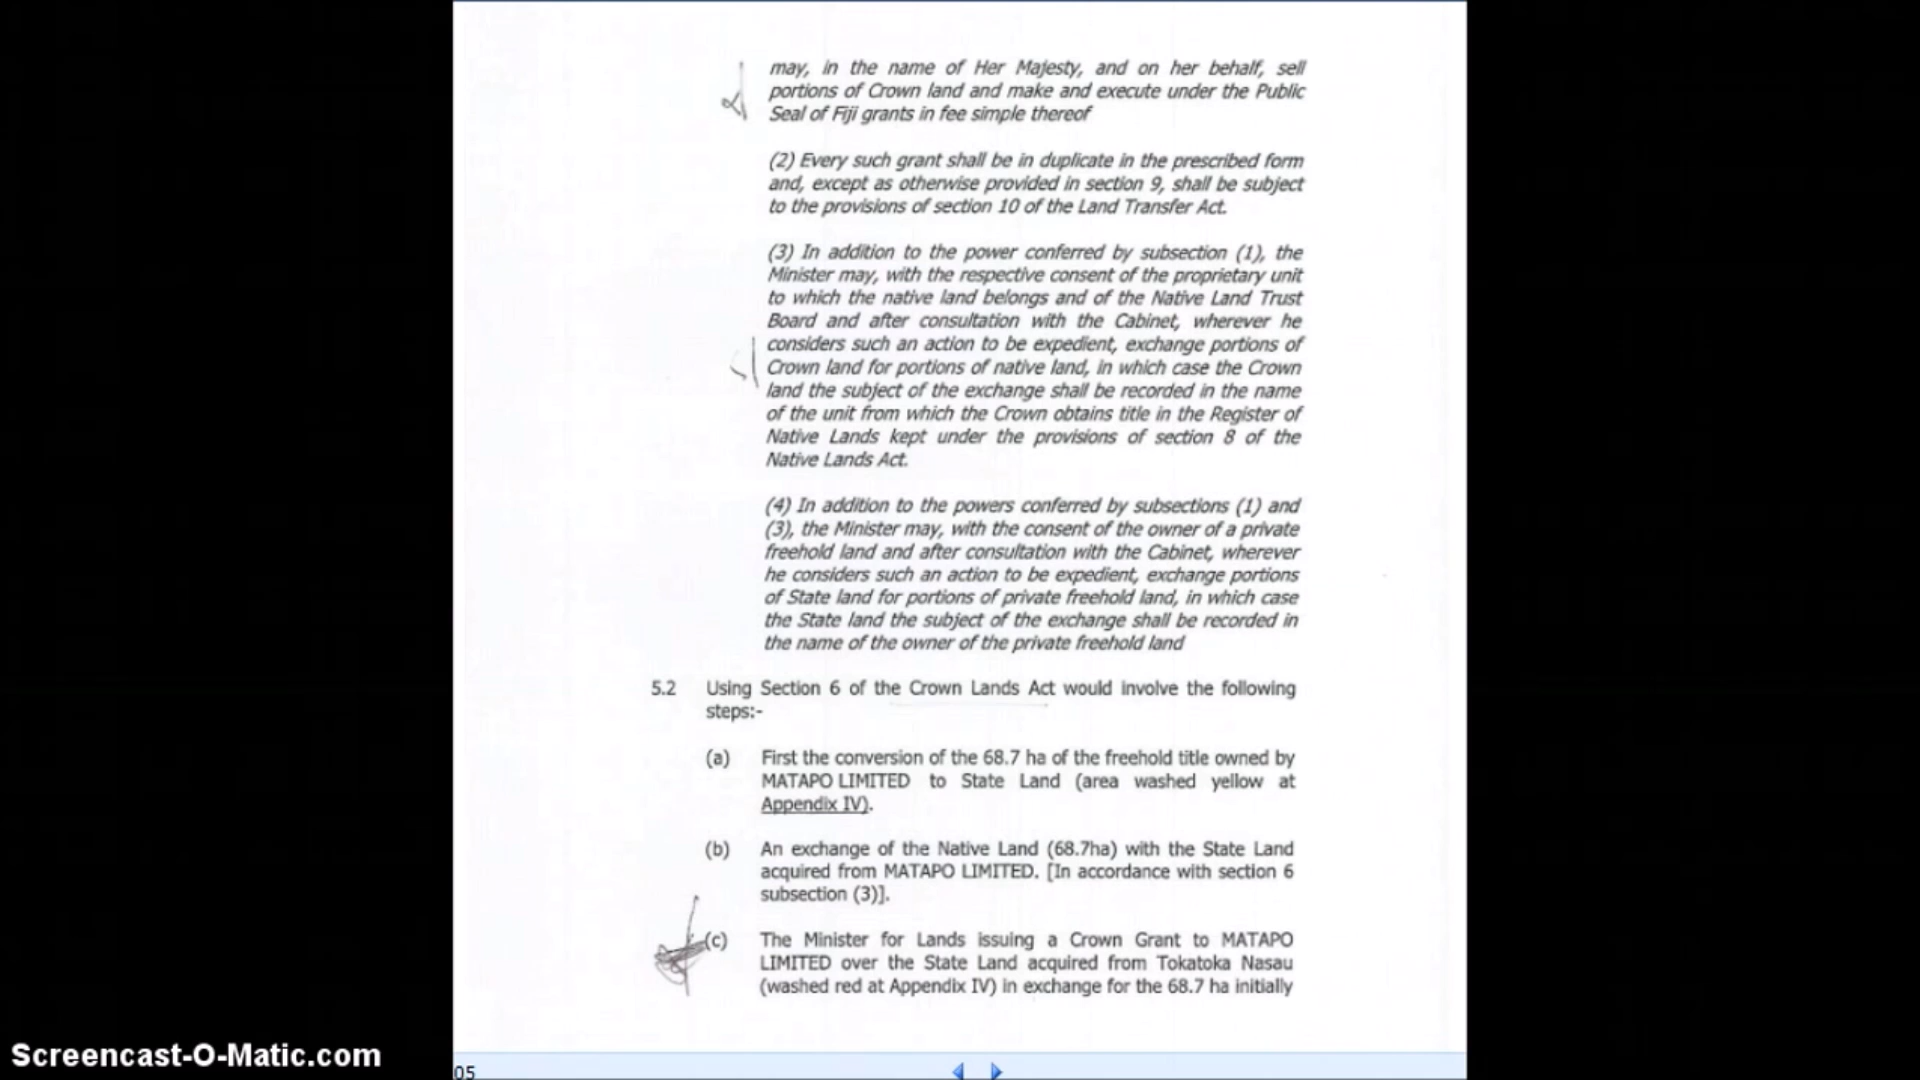 may, in the name of Her Majesty, and on her behalf, sell
portions of Crown land and make and execute under the Public
Seal of Fiji grants in fee simple thereof
(2) Every such grant shall be in duplicate in the prescribed form
and, except as otherwise provided in section 9, shall be subject
to the provisions of section 10 of the Land Transfer Act.
(3) In addition to the power conferred by subsection (1), the
Minister may, with the respective consent of the proprietary unit
to which the native land belongs and of the Native Land Trust
Board and after consultation with the Cabinet, wherever he
considers such an action to be expedient, exchange portions of
Crown land for portions of native land, in which case the Crown
land the subject of the exchange shall be recorded in the name
of the unit from which the Crown obtains title in the Register of
Native Lands kept under the provisions of section 8 of the
Native Lands Act.
(4) In addition to the powers conferred by subsections (1) and
(3), the Minister may, with the consent of the owner of a private
freehold land and after consultation with the Cabinet, wherever
he considers such an action to be expedient, exchange portions
of State land for portions of private freehold land, in which case
the State land the subject of the exchange shall be recorded in
the name of the owner of the private freehold land
5.2 Using Section 6 of the Crown Lands Act would involve the following
steps:-
(a) First the conversion of the 68.7 ha of the freehold title owned by
MATAPO LIMITED to State Land (area washed yellow at
Appendix IV).
(b) An exchange of the Native Land (68.7ha) with the State Land
acquired from MATAPO LIMITED. [In accordance with section 6
subsection (3)].
(c) The Minister for Lands issuing a Crown Grant to MATAPO
LIMITED over the State Land acquired from Tokatoka Nasau
(washed red at Appendix IV) in exchange for the 68.7 ha initially
Screencast-O-Matic.com
05